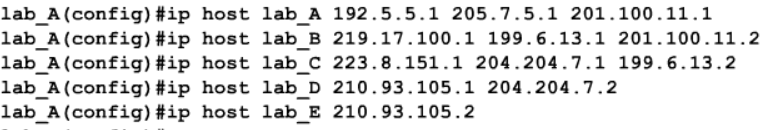 lab_A(config)#ip host lab_A 192.5.5.1 205.7.5.1 201.100.11.1
lab_A(config)#ip host lab_B 219.17.100.1 199.6.13.1 201.100.11.2
lab_A(config)#ip host lab_C 223.8.151.1 204.204.7.1 199.6.13.2
lab_A(config)#ip host lab_D 210.93.105.1 204.204.7.2
lab_A(config)#ip host lab_E 210.93.105.2